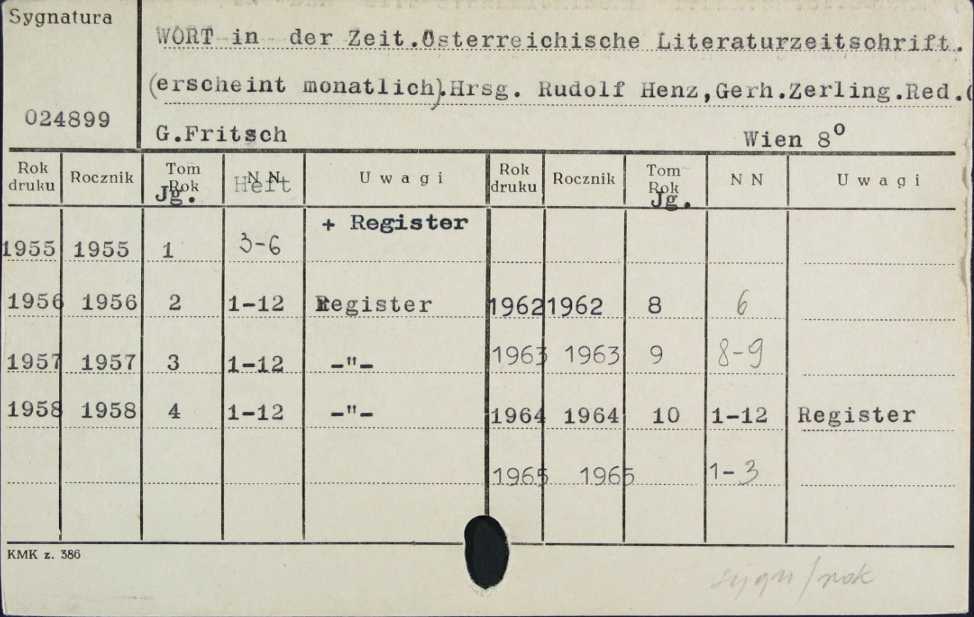 Sygnatura
WORT in der Zeit.Österreichische Literaturzeitschrift.
(erscheint monatlich).Hrsg. Rudolf Henz,Gerh.Zerling.Red.
024899
G.Fritsch Wien 8⁰
Rok druku Rocznik Tom Rok Jg. NN Heft Uwagi Rok druku Rocznik Tom Rok Jg. NN Uwagi
+ Register
1955 1955 1 3-6
1956 1956 2 1-12 Register 1962 1962 8 6
1957 1957 3 1-12 -"- 1963 1963 9 8-9
1958 1958 4 1-12 -"- 1964 1964 10 1-12 Register
1965 1965 1-3
KMK z. 386
sygn/rok